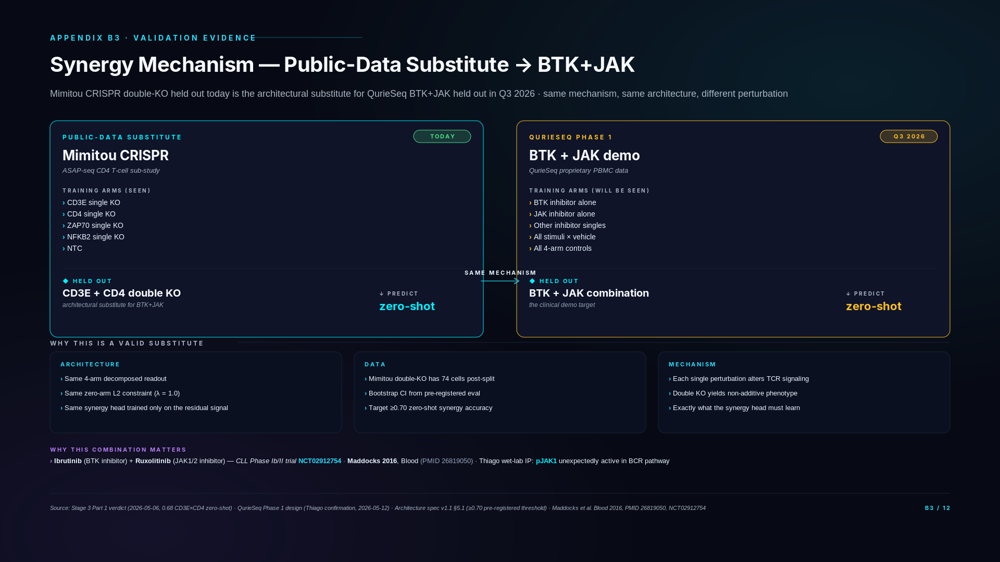 APPENDIX B3 · VALIDATION EVIDENCE
Synergy Mechanism — Public-Data Substitute → BTK+JAK
Mimitou CRISPR double-KO held out today is the architectural substitute for QurieSeq BTK+JAK held out in Q3 2026 · same mechanism, same architecture, different perturbation
PUBLIC-DATA SUBSTITUTE
TODAY
Mimitou CRISPR
ASAP-seq CD4 T-cell sub-study
TRAINING ARMS (SEEN)
› CD3E single KO
› CD4 single KO
› ZAP70 single KO
› NFKB2 single KO
› NTC
◆ HELD OUT
CD3E + CD4 double KO
architectural substitute for BTK+JAK
↓ PREDICT
zero-shot
SAME MECHANISM
QURIESEQ PHASE 1
Q3 2026
BTK + JAK demo
QurieSeq proprietary PBMC data
TRAINING ARMS (WILL BE SEEN)
› BTK inhibitor alone
› JAK inhibitor alone
› Other inhibitor singles
› All stimuli × vehicle
› All 4-arm controls
◆ HELD OUT
BTK + JAK combination
the clinical demo target
↓ PREDICT
zero-shot
WHY THIS IS A VALID SUBSTITUTE
ARCHITECTURE
› Same 4-arm decomposed readout
› Same zero-arm L2 constraint (λ = 1.0)
› Same synergy head trained only on the residual signal
DATA
› Mimitou double-KO has 74 cells post-split
› Bootstrap CI from pre-registered eval
› Target ≥0.70 zero-shot synergy accuracy
MECHANISM
› Each single perturbation alters TCR signaling
› Double KO yields non-additive phenotype
› Exactly what the synergy head must learn
WHY THIS COMBINATION MATTERS
› Ibrutinib (BTK inhibitor) + Ruxolitinib (JAK1/2 inhibitor) — CLL Phase Ib/II trial NCT02912754 · Maddocks 2016, Blood (PMID 26819050) · Thiago wet-lab IP: pJAK1 unexpectedly active in BCR pathway
Source: Stage 3 Part 1 verdict (2026-05-06, 0.68 CD3E×CD4 zero-shot) · QurieSeq Phase 1 design (Thiago confirmation, 2026-05-12) · Architecture spec v1.1 §5.1 (≥0.70 pre-registered threshold) · Maddocks et al. Blood 2016, PMID 26819050, NCT02912754
B3 / 12